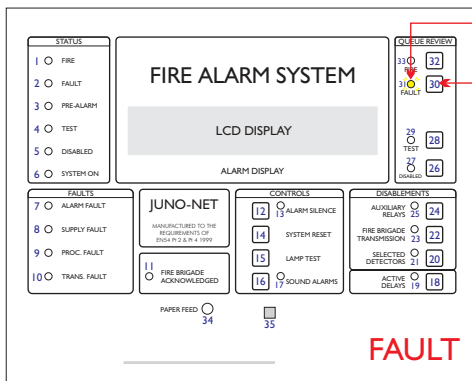 STATUS
1 FIRE
2 FAULT
3 PRE-ALARM
4 TEST
5 DISABLED
6 SYSTEM ON
FIRE ALARM SYSTEM
LCD DISPLAY
ALARM DISPLAY
QUEUE REVIEW
33 32
FIRE
31 30
FAULT
29 28
TEST
27 26
DISABLED
FAULTS
7 ALARM FAULT
8 SUPPLY FAULT
9 PROC. FAULT
10 TRANS. FAULT
JUNO-NET
MANUFACTURED TO THE
REQUIREMENTS OF
EN54 Pt 2 & Pt 4 1999
11 FIRE BRIGADE
ACKNOWLEDGED
CONTROLS
12 13 ALARM SILENCE
14 SYSTEM RESET
15 LAMP TEST
16 17 SOUND ALARMS
DISABLEMENTS
AUXILIARY
RELAYS 25 24
FIRE BRIGADE
TRANSMISSION 23 22
SELECTED
DETECTORS 21 20
ACTIVE
DELAYS 19 18
PAPER FEED
34
35
FAULT